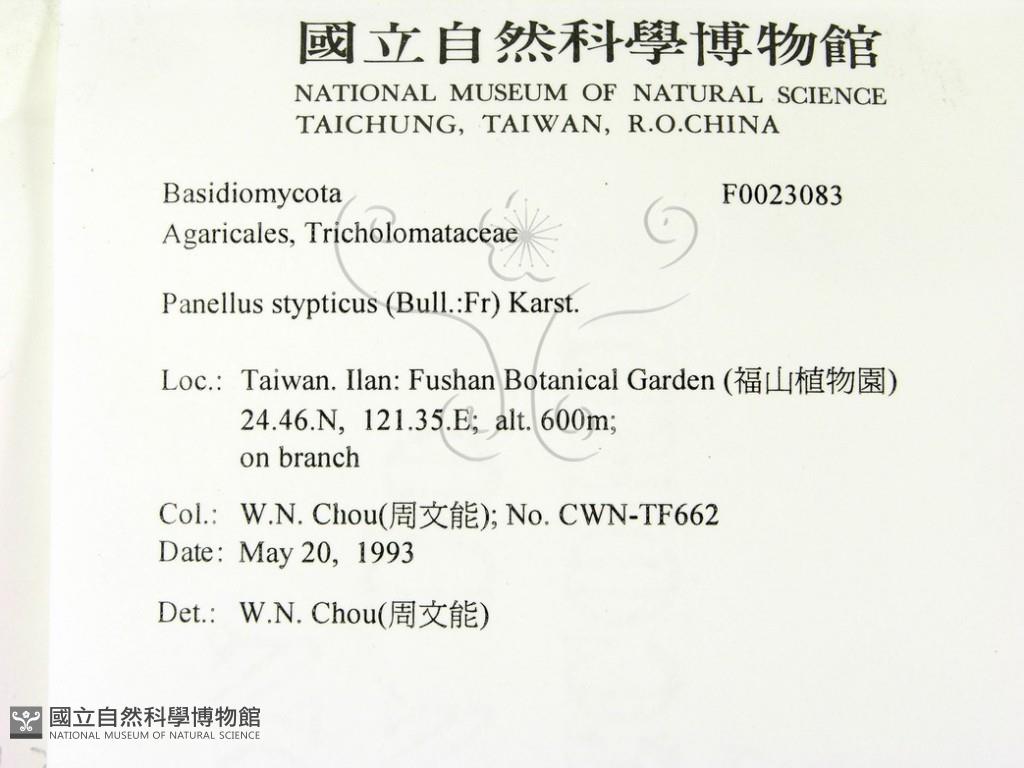 國立自然科學博物館
NATIONAL MUSEUM OF NATURAL SCIENCE
TAICHUNG, TAIWAN, R.O.CHINA
Basidiomycota F0023083
Agaricales, Tricholomataceae
Panellus stypticus (Bull.:Fr) Karst.
Loc.: Taiwan. Ilan: Fushan Botanical Garden (福山植物園)
24.46.N, 121.35.E; alt. 600m;
on branch
Col.: W.N. Chou(周文能); No. CWN-TF662
Date: May 20, 1993
Det.: W.N. Chou(周文能)
國立自然科學博物館
NATIONAL MUSEUM OF NATURAL SCIENCE